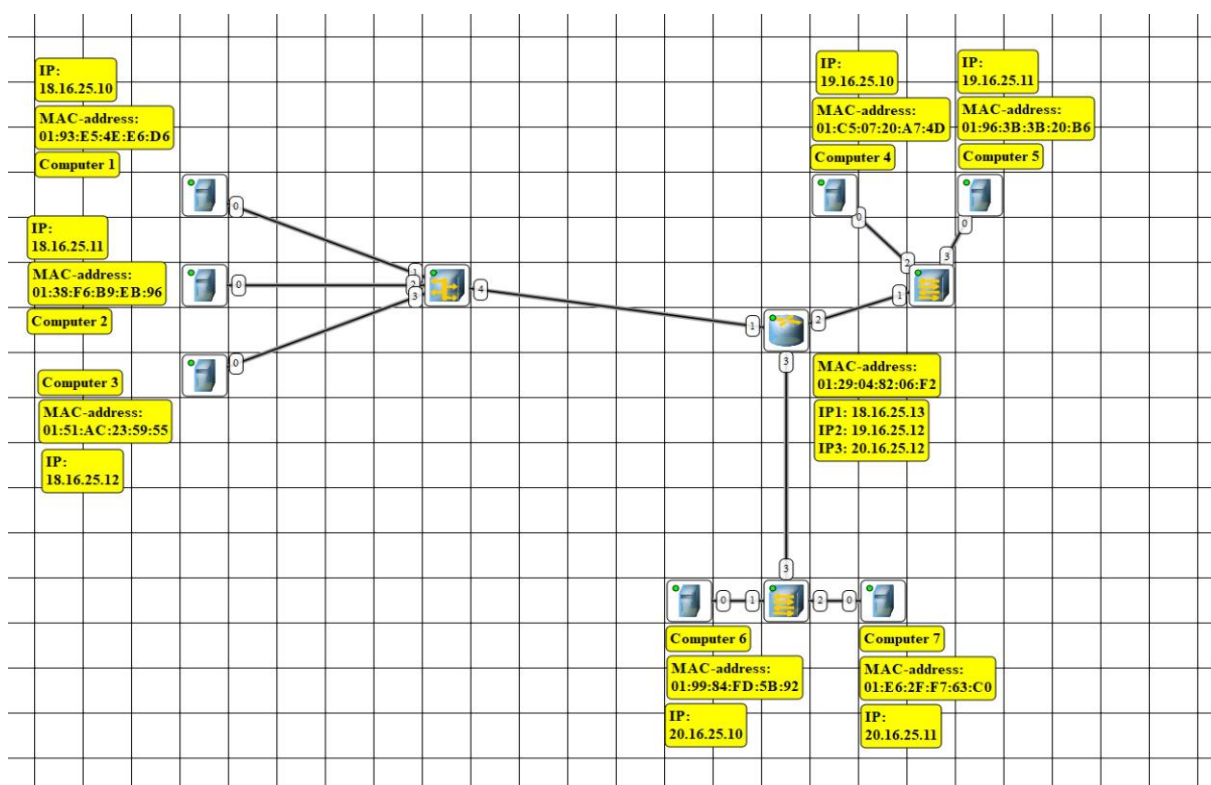 IP:
18.16.25.10
MAC-address:
01:93:E5:4E:E6:D6
Computer 1
0
IP:
18.16.25.11
MAC-address:
01:38:F6:B9:EB:96
Computer 2
0
Computer 3
MAC-address:
01:51:AC:23:59:55
IP:
18.16.25.12
0
1
2
3
4
IP:
19.16.25.10
MAC-address:
01:C5:07:20:A7:4D
Computer 4
0
IP:
19.16.25.11
MAC-address:
01:96:3B:3B:20:B6
Computer 5
0
2
3
1
1
2
3
MAC-address:
01:29:04:82:06:F2
IP1: 18.16.25.13
IP2: 19.16.25.12
IP3: 20.16.25.12
3
0
1
2
0
Computer 6
MAC-address:
01:99:84:FD:5B:92
IP:
20.16.25.10
Computer 7
MAC-address:
01:E6:2F:F7:63:C0
IP:
20.16.25.11